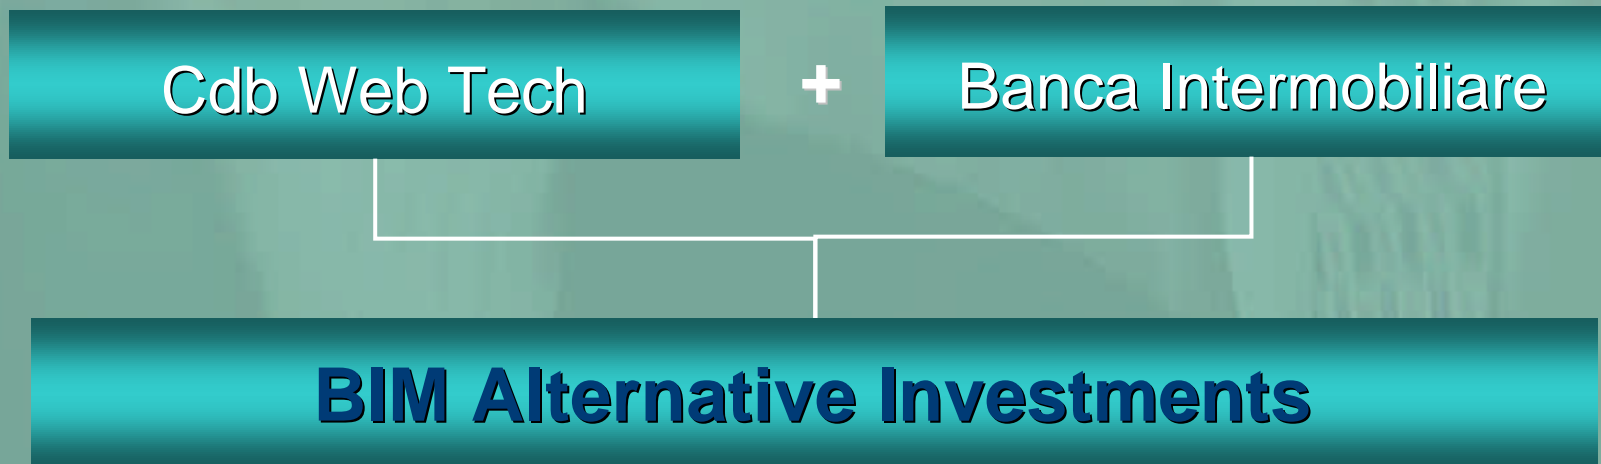 Cdb Web Tech + Banca Intermobiliare
BIM Alternative Investments